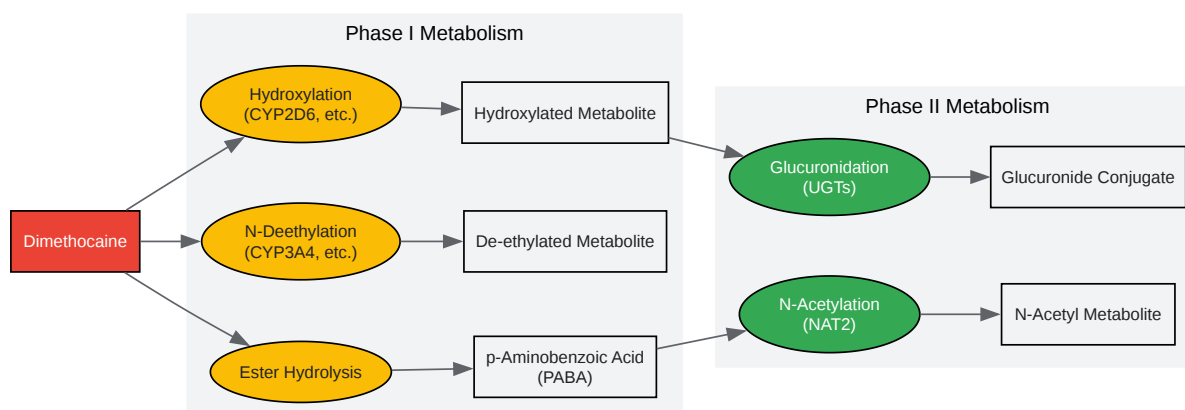 Phase I Metabolism
Hydroxylation
(CYP2D6, etc.)
Hydroxylated Metabolite
Phase II Metabolism
Glucuronidation
(UGTs)
Glucuronide Conjugate
Dimethocaine
N-Deethylation
(CYP3A4, etc.)
De-ethylated Metabolite
N-Acetylation
(NAT2)
N-Acetyl Metabolite
Ester Hydrolysis
p-Aminobenzoic Acid
(PABA)